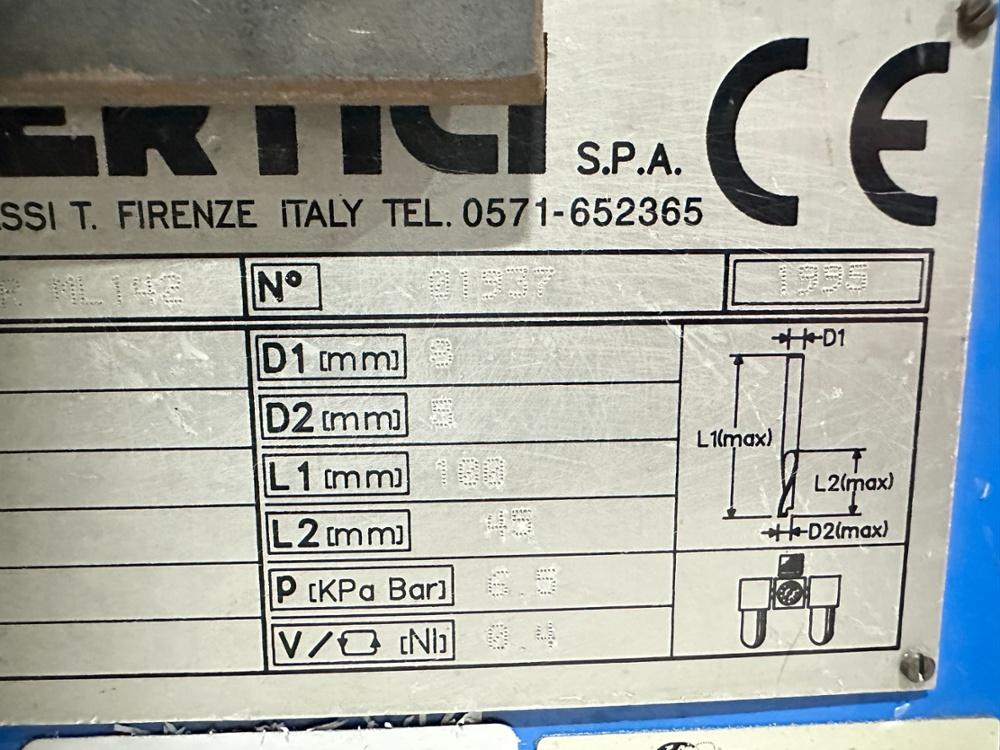 S.P.A. CE
SSI T. FIRENZE ITALY TEL. 0571-652365
ML142 N° 01937 1995
D1 [mm] 8
D2 [mm]
L1 [mm] 100
L2 [mm] 45
P [KPa Bar] 6.5
V/ [Nl] 0.4
D1
L1(max)
L2(max)
D2(max)